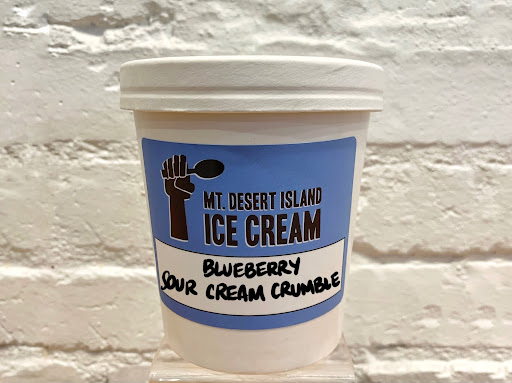 MT. DESERT ISLAND
ICE CREAM
BLUEBERRY
SOUR CREAM CRUMBLE